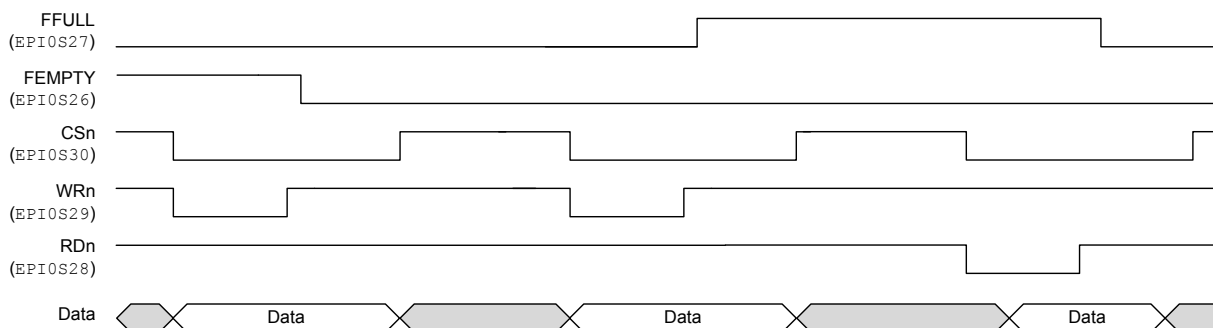 FFULL
(EPI0S27)
FEMPTY
(EPI0S26)
CSn
(EPI0S30)
WRn
(EPI0S29)
RDn
(EPI0S28)
Data Data Data Data